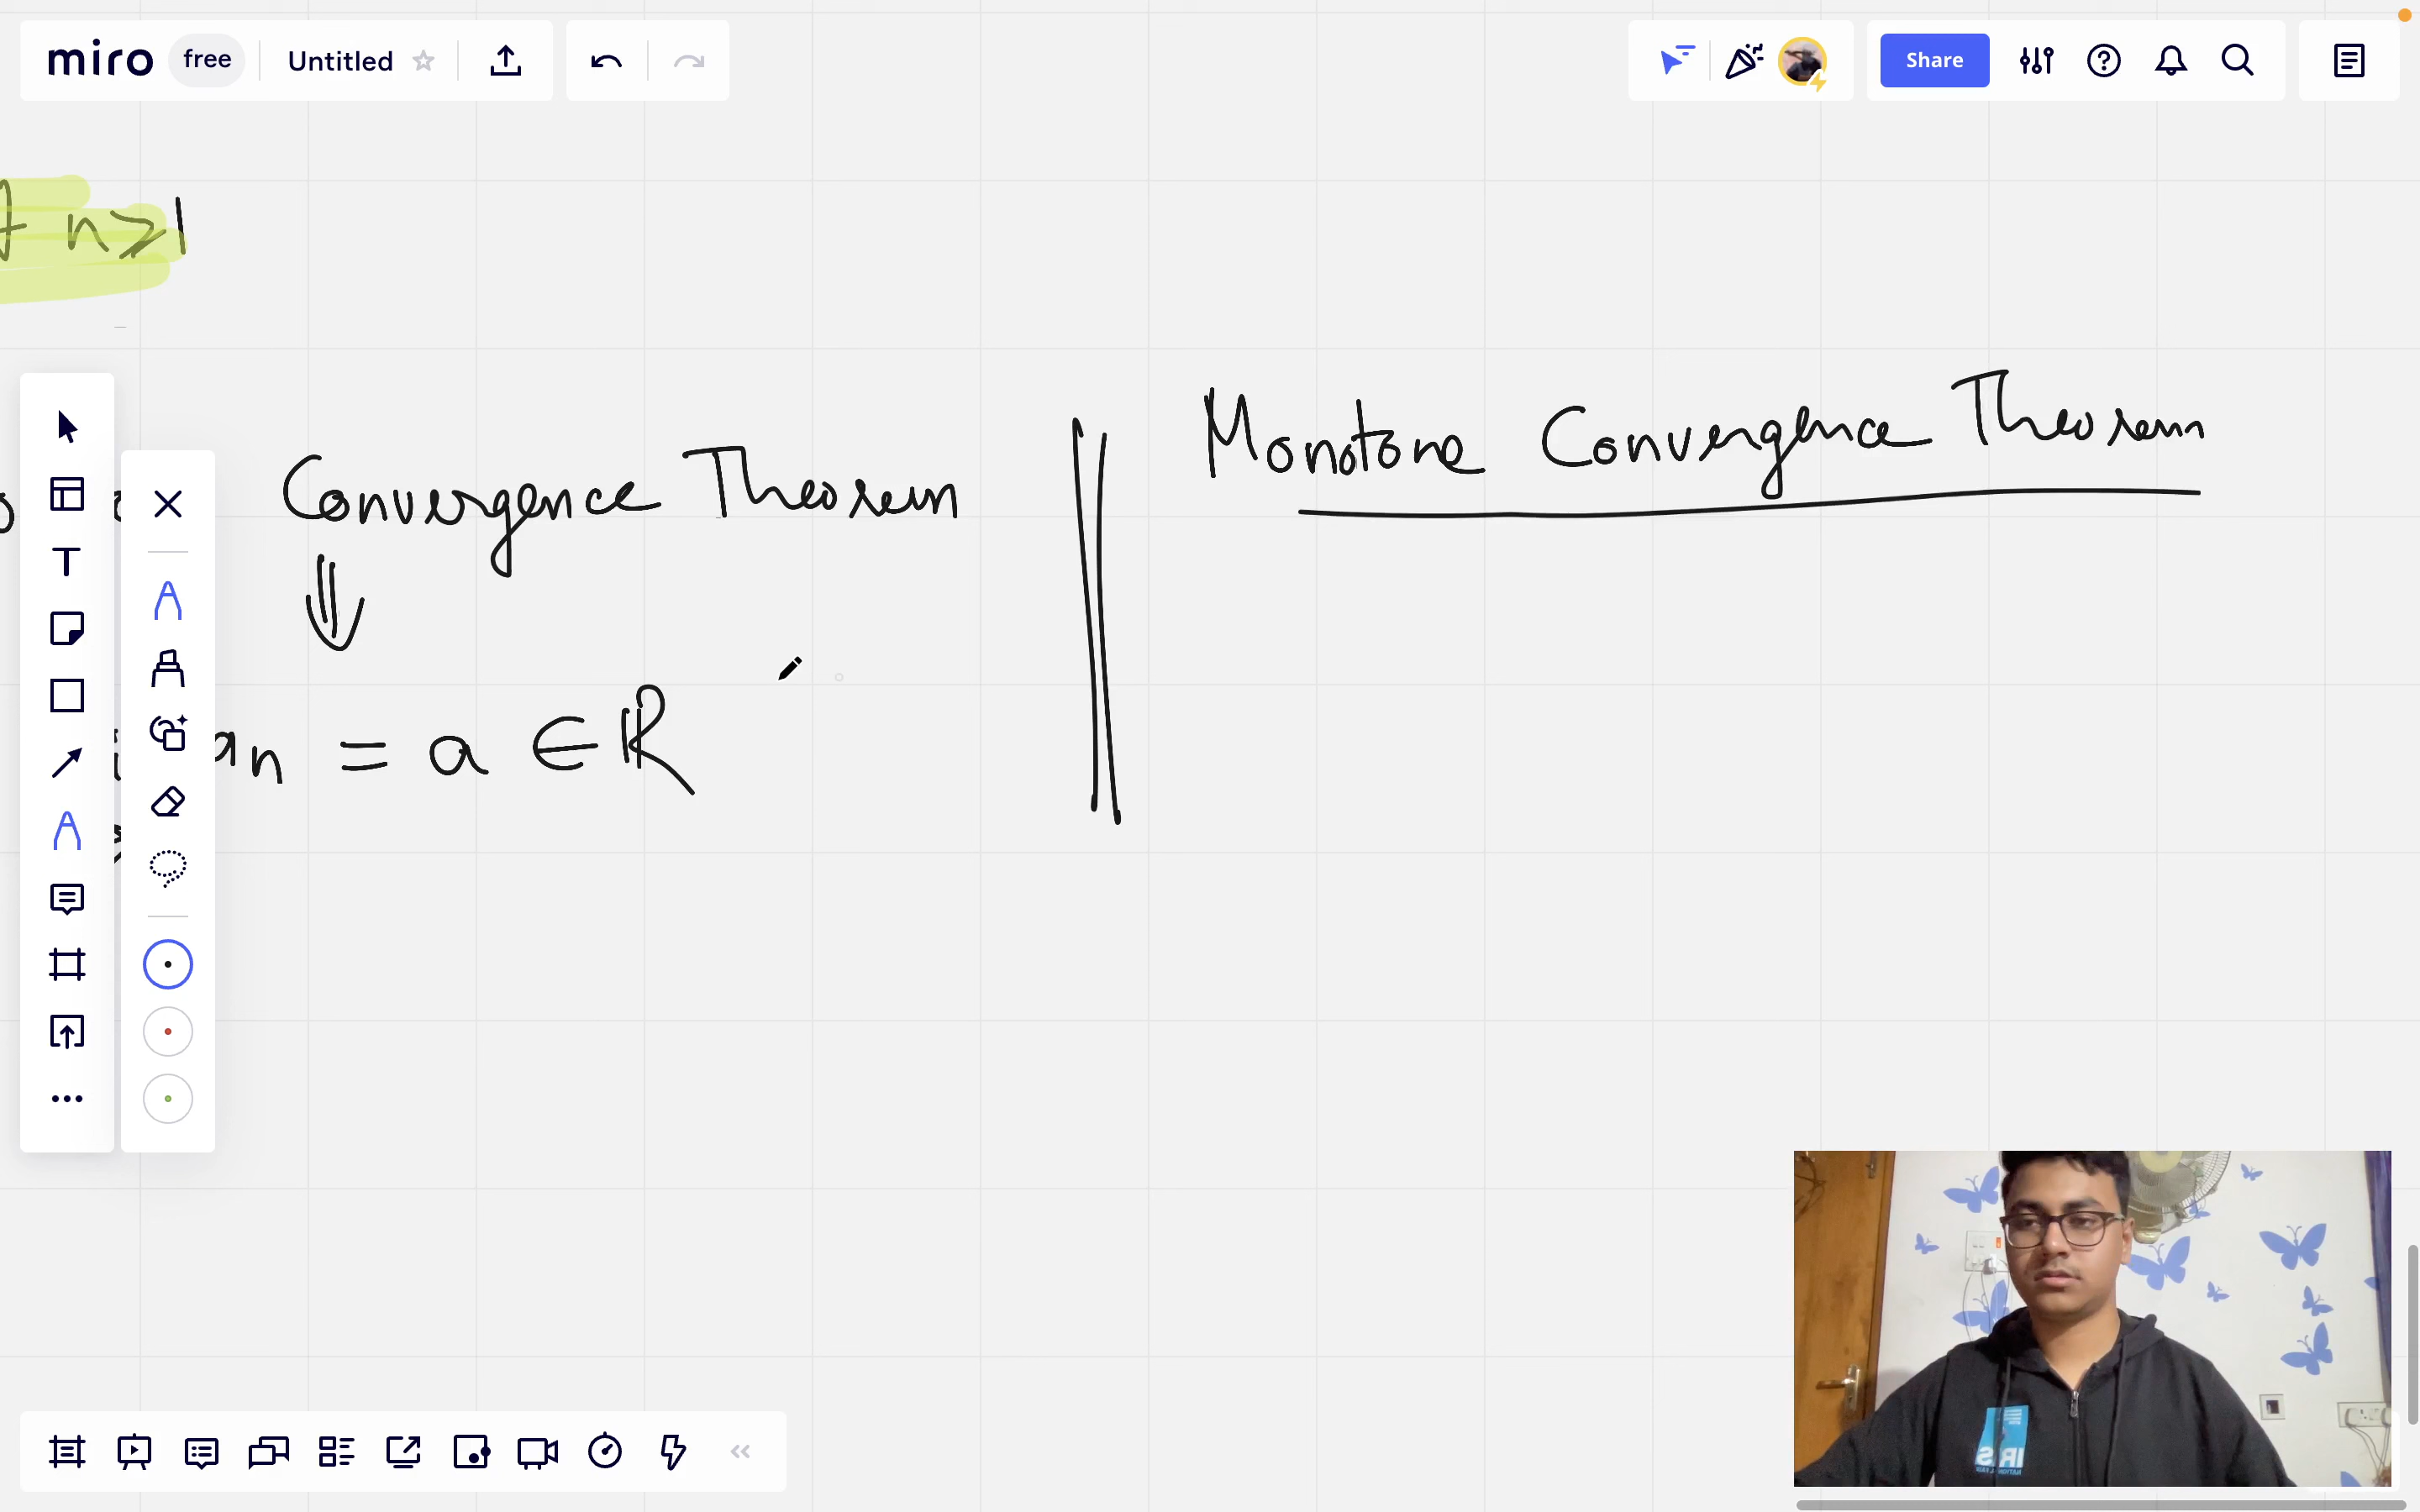 miro free Untitled Share
∀ n≥1
Convergence Theorem
Monotone Convergence Theorem
⇓
an = a ∈ ℝ